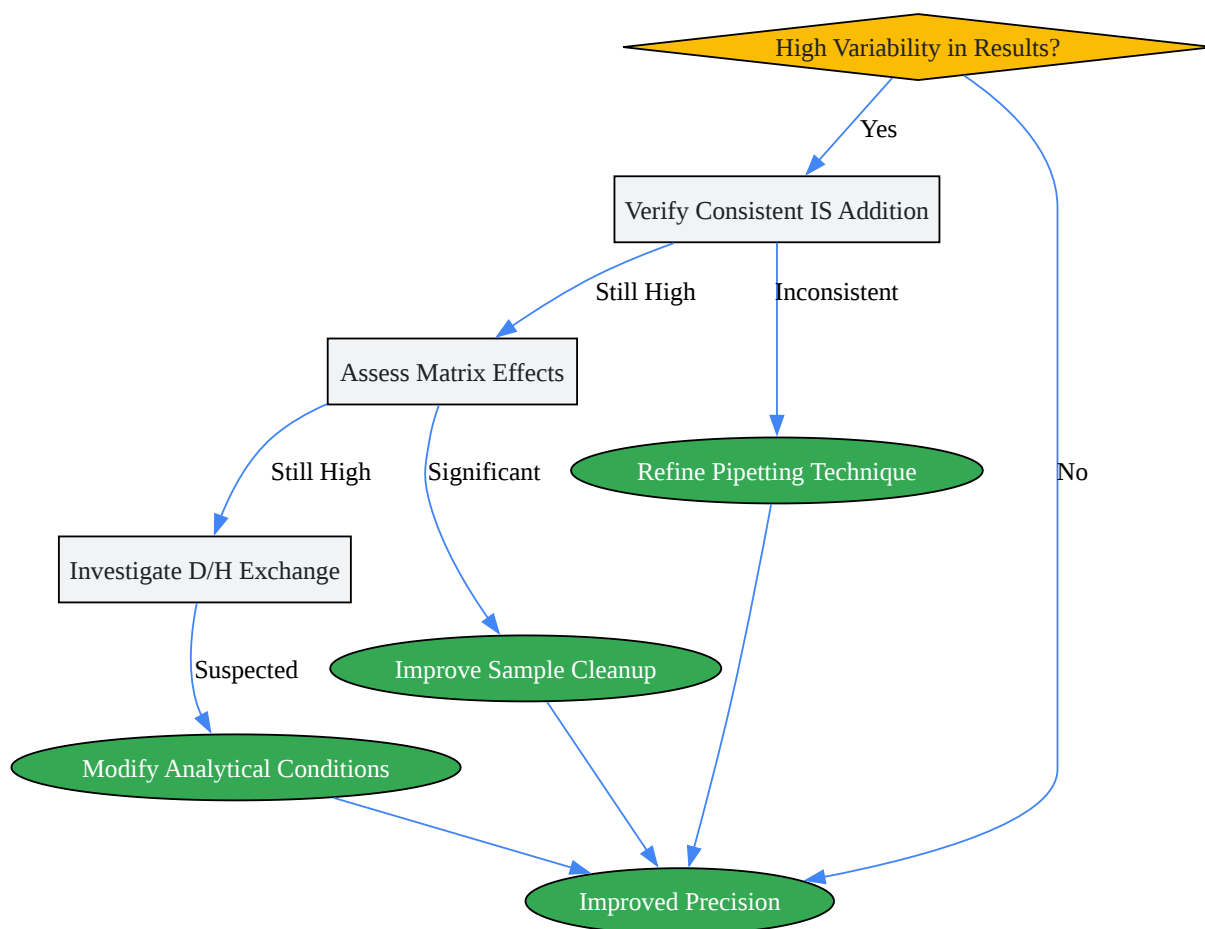 High Variability in Results?
Yes
Verify Consistent IS Addition
Still High
Inconsistent
Assess Matrix Effects
Still High
Significant
Refine Pipetting Technique
No
Investigate D/H Exchange
Suspected
Improve Sample Cleanup
Modify Analytical Conditions
Improved Precision